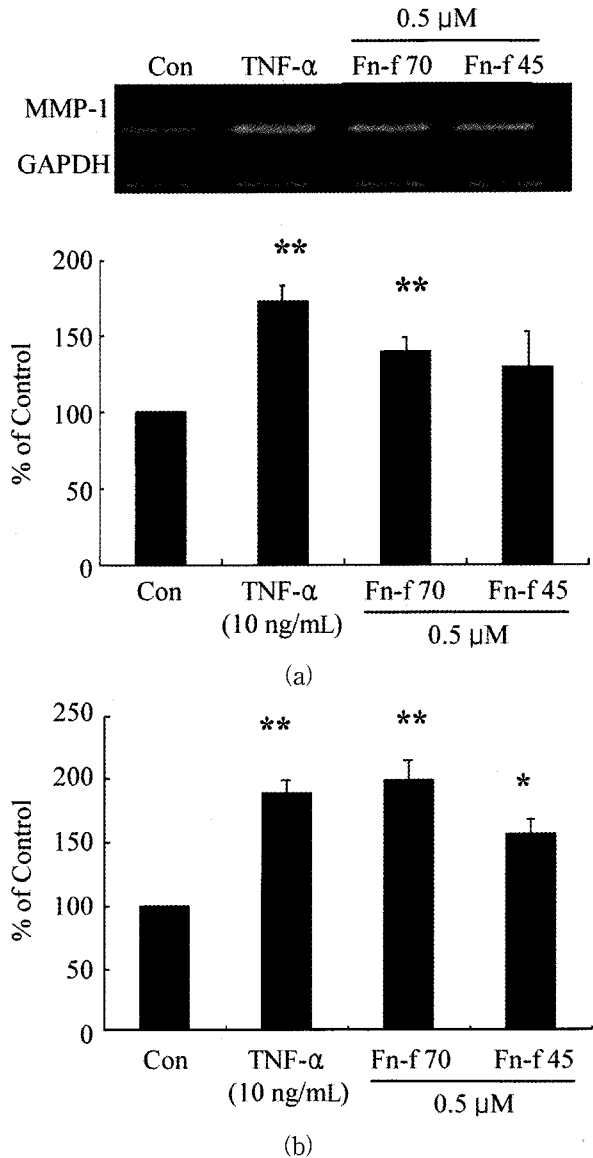 0.5 μM
Con TNF-α Fn-f 70 Fn-f 45
MMP-1
GAPDH
200
150
100
50
0
% of Control
** **
Con TNF-α Fn-f 70 Fn-f 45
(10 ng/mL) 0.5 μM
(a)
250
200
150
100
50
0
% of Control
** ** *
Con TNF-α Fn-f 70 Fn-f 45
(10 ng/mL) 0.5 μM
(b)